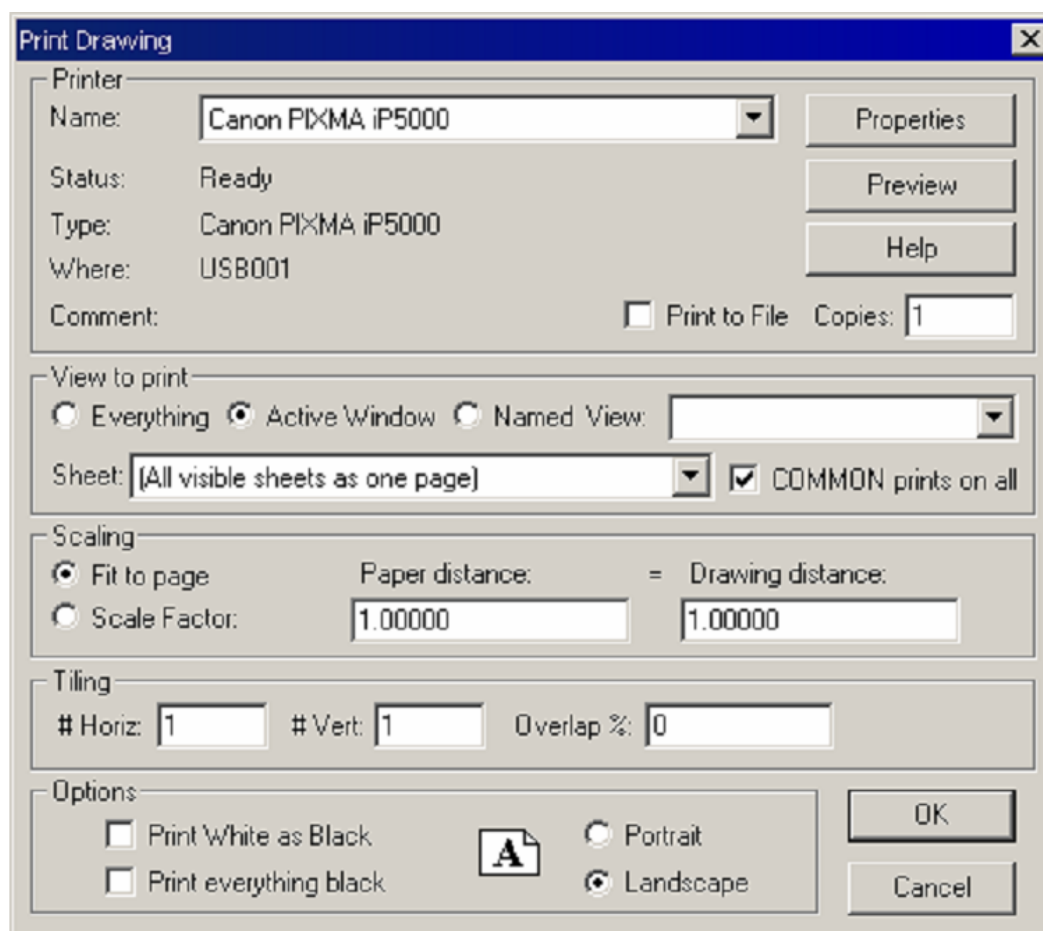 Print Drawing
Printer
Name: Canon PIXMA iP5000 Properties
Status: Ready Preview
Type: Canon PIXMA iP5000
Where: USB001 Help
Comment: Print to File Copies: 1
View to print
Everything Active Window Named View:
Sheet: (All visible sheets as one page) COMMON prints on all
Scaling
Fit to page Paper distance: = Drawing distance:
Scale Factor: 1.00000 1.00000
Tiling
# Horiz: 1 # Vert: 1 Overlap %: 0
Options
Print White as Black A Portrait OK
Print everything black Landscape Cancel